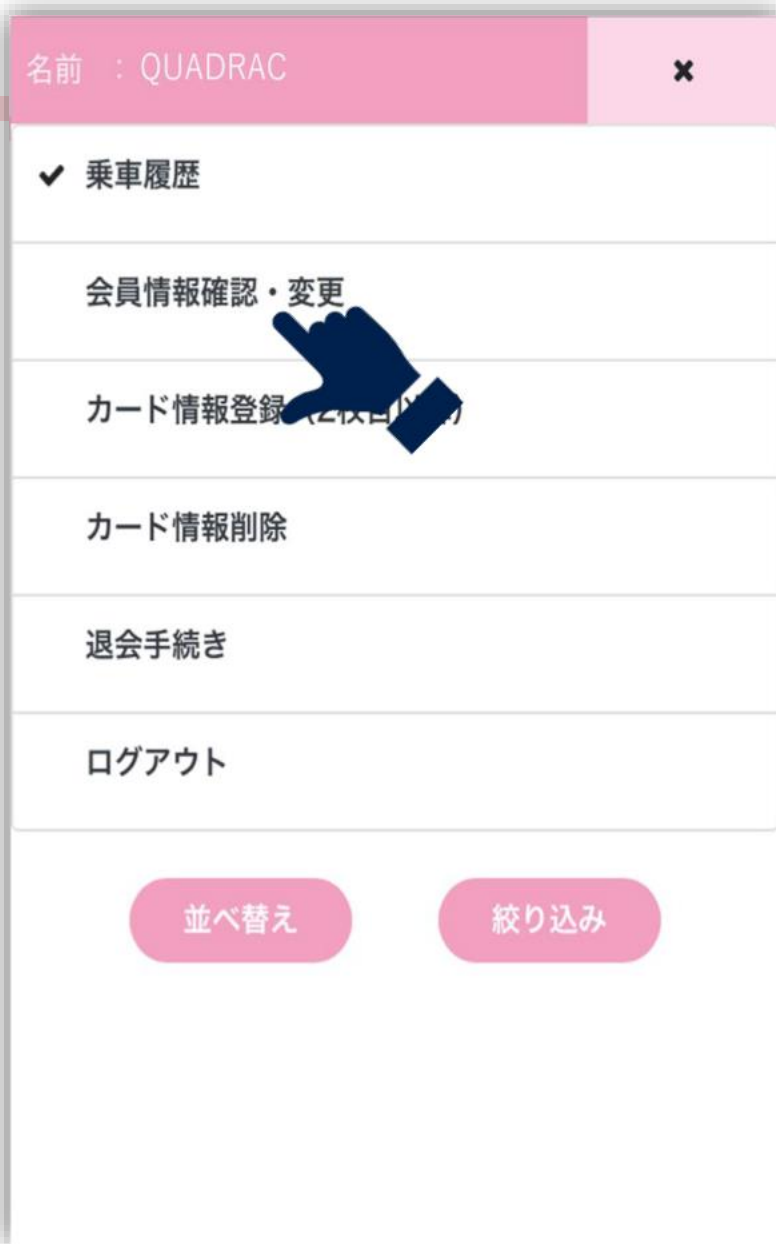 名前 : QUADRAC
乗車履歴
会員情報確認・変更
カード情報登録
カード情報削除
退会手続き
ログアウト
並べ替え
絞り込み